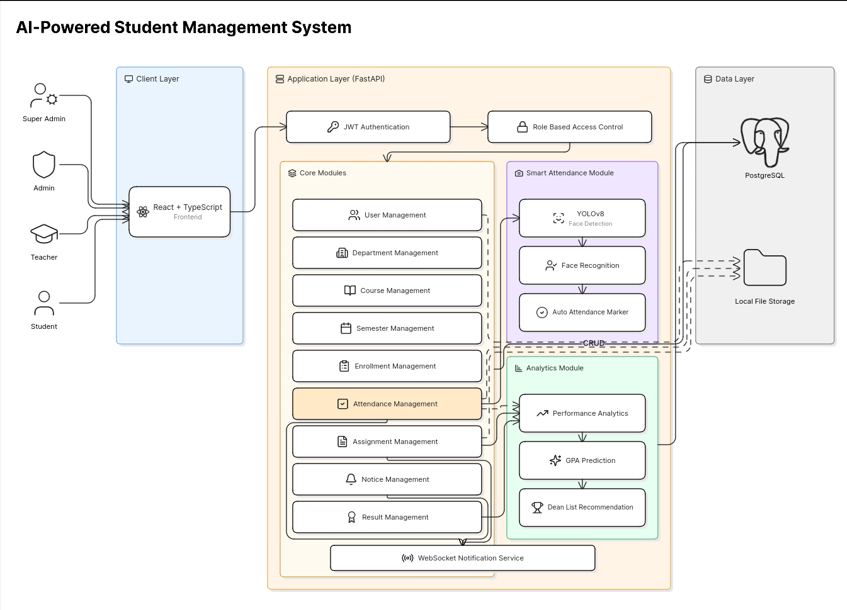 AI-Powered Student Management System
Client Layer
Application Layer (FastAPI)
Data Layer
Super Admin
Admin
Teacher
Student
React + TypeScript
Frontend
JWT Authentication
Role Based Access Control
Core Modules
User Management
Department Management
Course Management
Semester Management
Enrollment Management
Attendance Management
Assignment Management
Notice Management
Result Management
WebSocket Notification Service
Smart Attendance Module
YOLOv8
Face Detection
Face Recognition
Auto Attendance Marker
CRUD
Analytics Module
Performance Analytics
GPA Prediction
Dean List Recommendation
PostgreSQL
Local File Storage